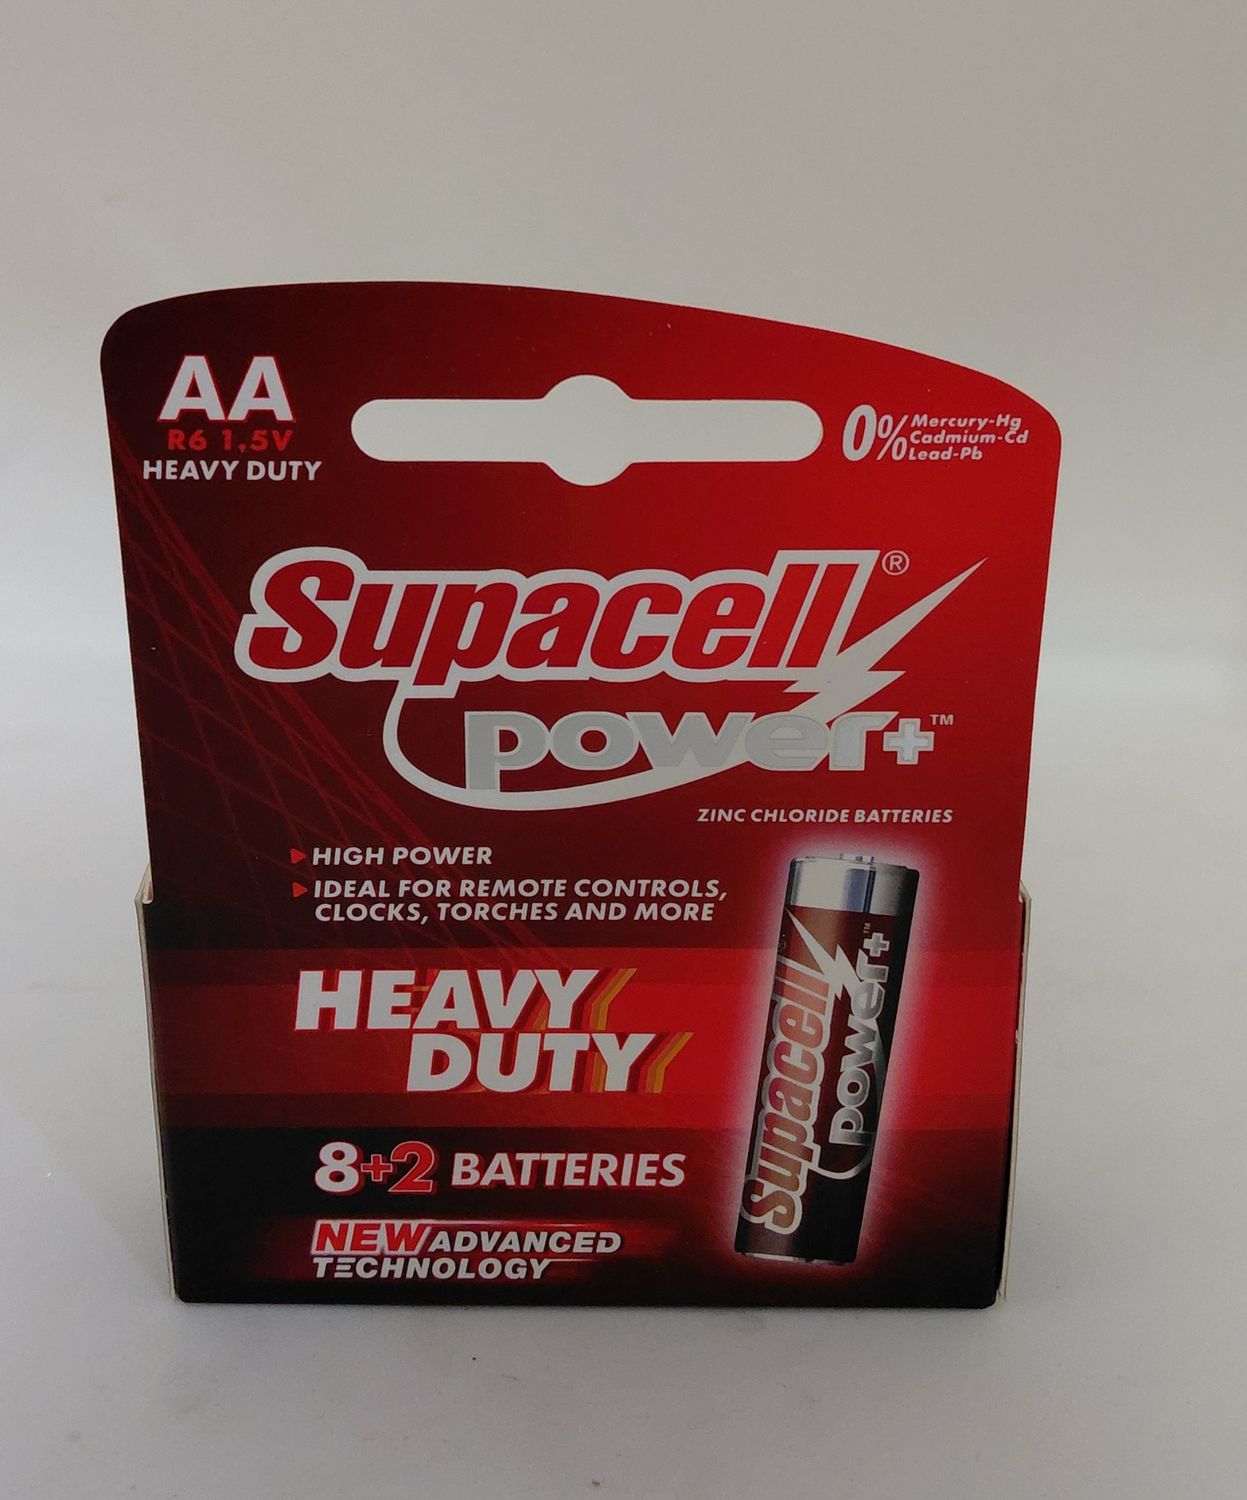 AA
R6 1,5V
HEAVY DUTY
0% Mercury-Hg
Cadmium-Cd
Lead-Pb
Supacell®
power+™
ZINC CHLORIDE BATTERIES
HIGH POWER
IDEAL FOR REMOTE CONTROLS,
CLOCKS, TORCHES AND MORE
HEAVY
DUTY
8+2 BATTERIES
NEW ADVANCED
TECHNOLOGY
Supacell
power+™